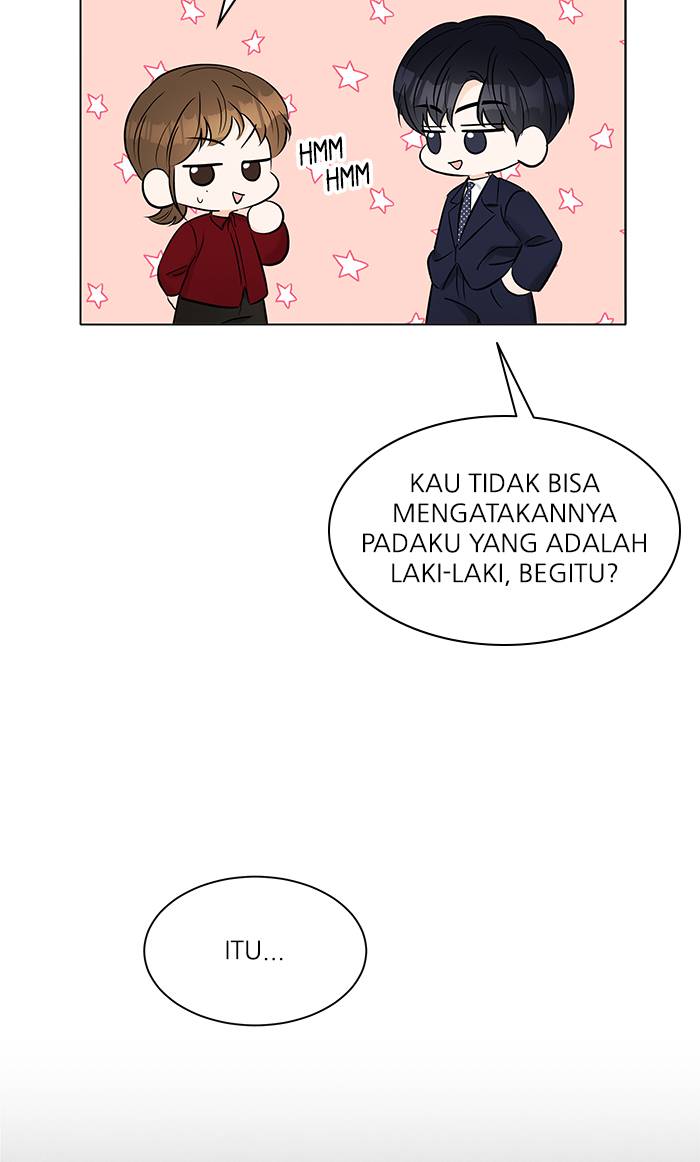 HMM
HMM
KAU TIDAK BISA
MENGATAKANNYA
PADAKU YANG ADALAH
LAKI-LAKI, BEGITU?
ITU...